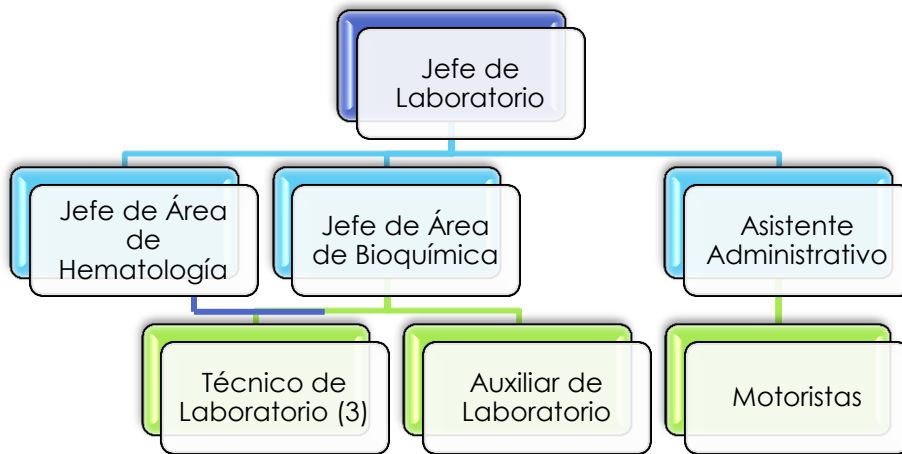 Jefe de
Laboratorio
Jefe de Área
de
Hematología
Jefe de Área
de Bioquímica
Asistente
Administrativo
Técnico de
Laboratorio (3)
Auxiliar de
Laboratorio
Motoristas